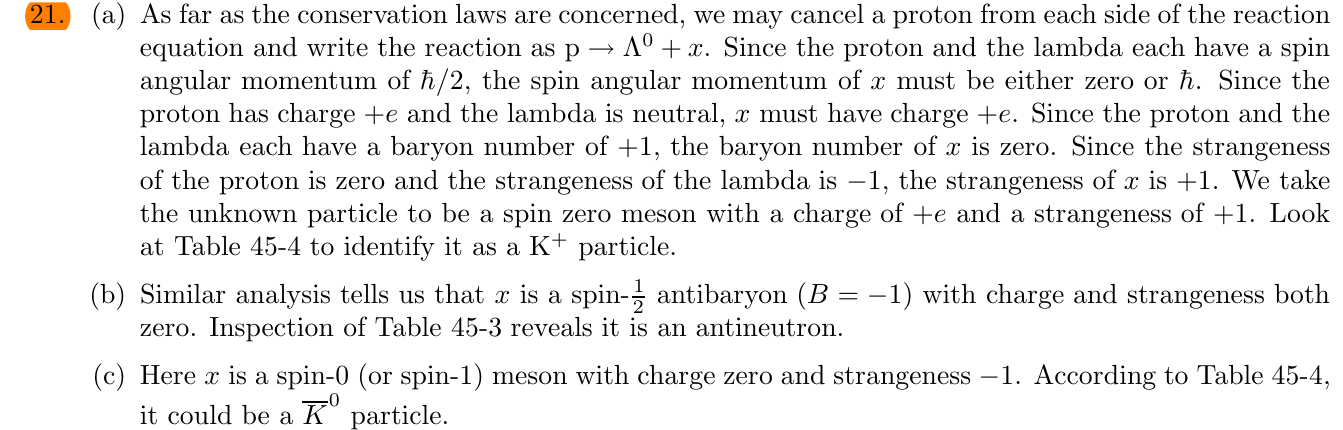 21. (a) As far as the conservation laws are concerned, we may cancel a proton from each side of the reaction
equation and write the reaction as p → Λ⁰ + x. Since the proton and the lambda each have a spin
angular momentum of ℏ/2, the spin angular momentum of x must be either zero or ℏ. Since the
proton has charge +e and the lambda is neutral, x must have charge +e. Since the proton and the
lambda each have a baryon number of +1, the baryon number of x is zero. Since the strangeness
of the proton is zero and the strangeness of the lambda is −1, the strangeness of x is +1. We take
the unknown particle to be a spin zero meson with a charge of +e and a strangeness of +1. Look
at Table 45-4 to identify it as a K⁺ particle.
(b) Similar analysis tells us that x is a spin-½ antibaryon (B = −1) with charge and strangeness both
zero. Inspection of Table 45-3 reveals it is an antineutron.
(c) Here x is a spin-0 (or spin-1) meson with charge zero and strangeness −1. According to Table 45-4,
it could be a K̅⁰ particle.